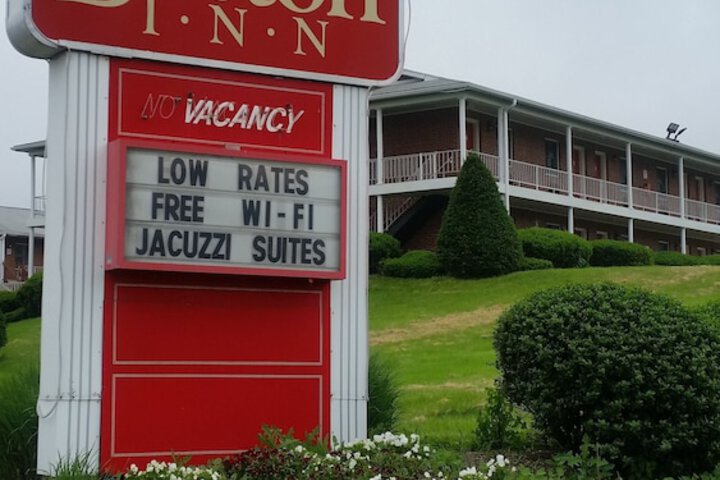 I·N·N
NO VACANCY
LOW RATES
FREE WI-FI
JACUZZI SUITES